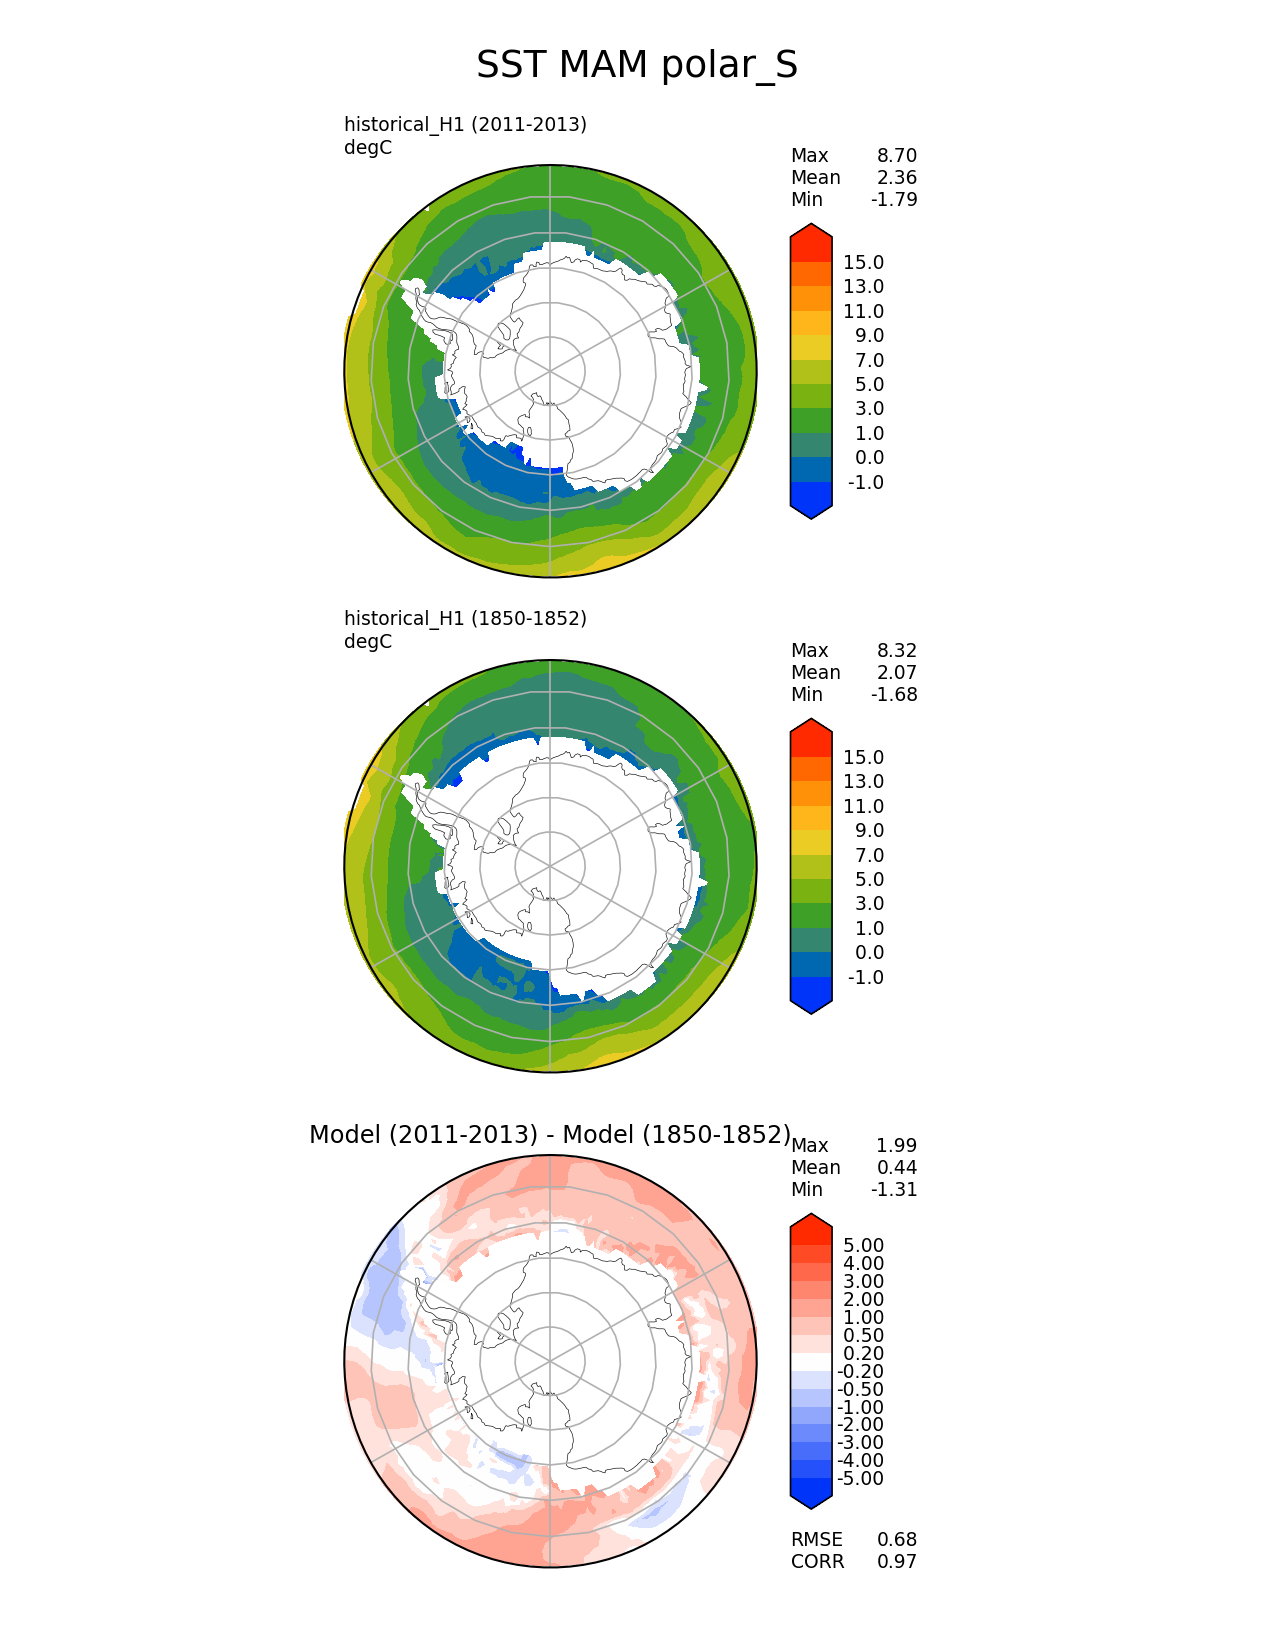 SST MAM polar_S
historical_H1 (2011-2013)
degC
Max 8.70
Mean 2.36
Min -1.79
15.0
13.0
11.0
9.0
7.0
5.0
3.0
1.0
0.0
-1.0
historical_H1 (1850-1852)
degC
Max 8.32
Mean 2.07
Min -1.68
15.0
13.0
11.0
9.0
7.0
5.0
3.0
1.0
0.0
-1.0
Model (2011-2013) - Model (1850-1852)
Max 1.99
Mean 0.44
Min -1.31
5.00
4.00
3.00
2.00
1.00
0.50
0.20
-0.20
-0.50
-1.00
-2.00
-3.00
-4.00
-5.00
RMSE 0.68
CORR 0.97